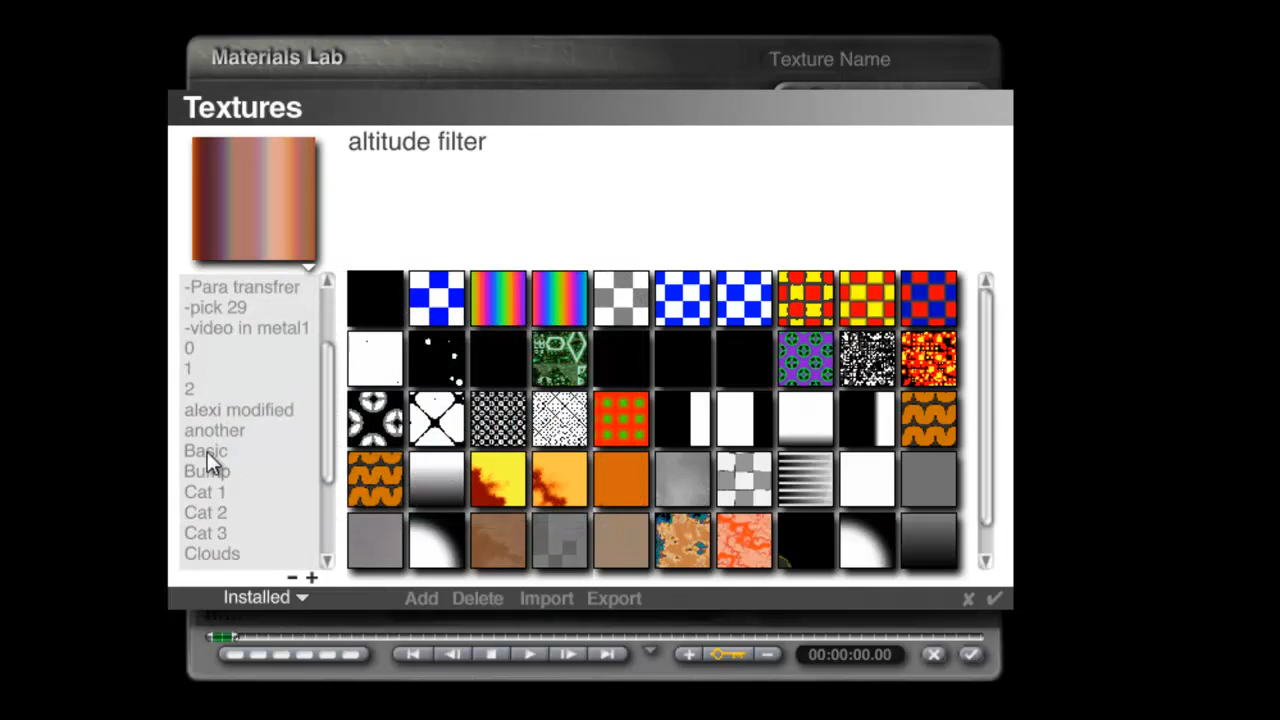 Materials Lab
Texture Name
Textures
altitude filter
-Para transfrer
-pick 29
-video in metal1
0
1
2
alexi modified
another
Basic
Bump
Cat 1
Cat 2
Cat 3
Clouds
Installed
Add Delete Import Export
00:00:00.00